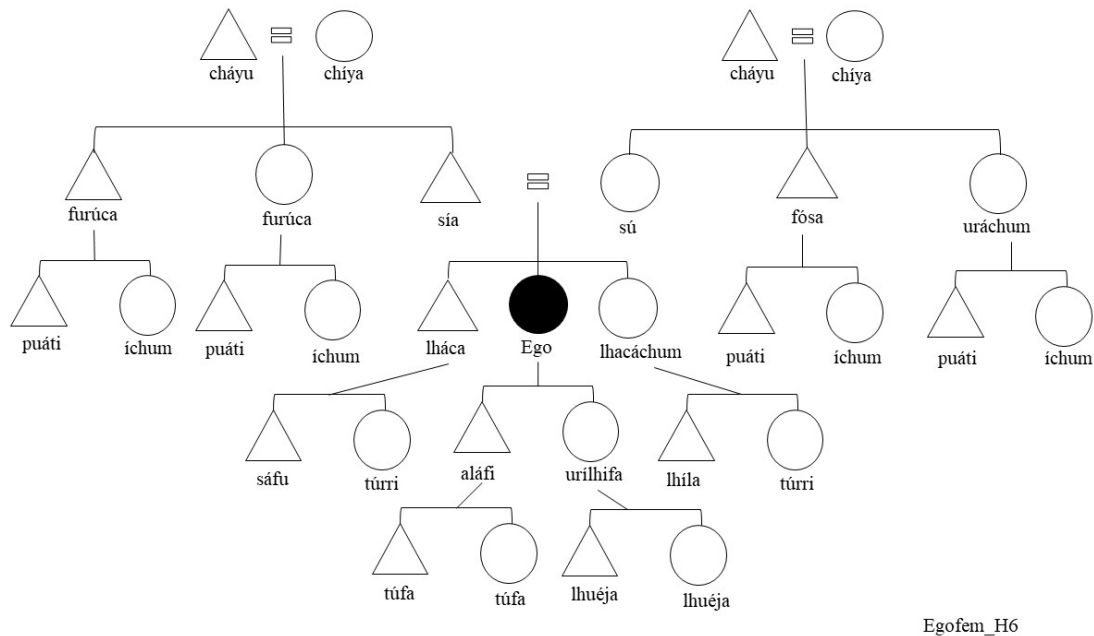 cháyu chíya cháyu chíya
furúca furúca sía sú fósa uráchum
puáti íchum puáti íchum lháca Ego lhacáchum puáti íchum puáti íchum
sáfu túrri aláfi urílhifa lhíla túrri
túfa túfa lhuéja lhuéja
Egofem_H6